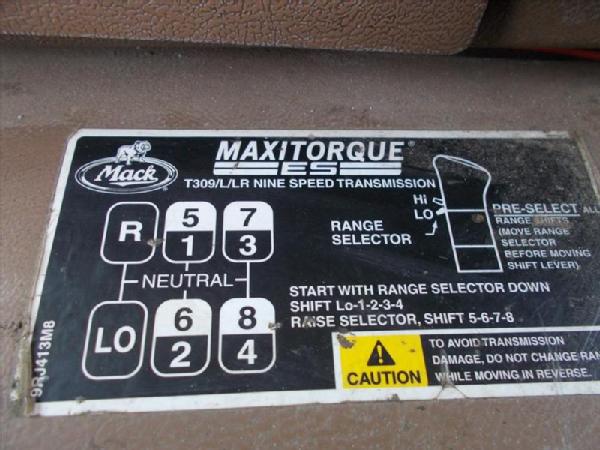 Mack
MAXITORQUE®
ES
T309/L/LR NINE SPEED TRANSMISSION
R 5 7
1 3
NEUTRAL
LO 6 8
2 4
Hi
LO
RANGE
SELECTOR
PRE-SELECT ALL
RANGE SHIFTS
(MOVE RANGE
SELECTOR
BEFORE MOVING
SHIFT LEVER)
START WITH RANGE SELECTOR DOWN
SHIFT Lo-1-2-3-4
RAISE SELECTOR, SHIFT 5-6-7-8
CAUTION
TO AVOID TRANSMISSION
DAMAGE, DO NOT CHANGE RAN
WHILE MOVING IN REVERSE.
9RJ413M8